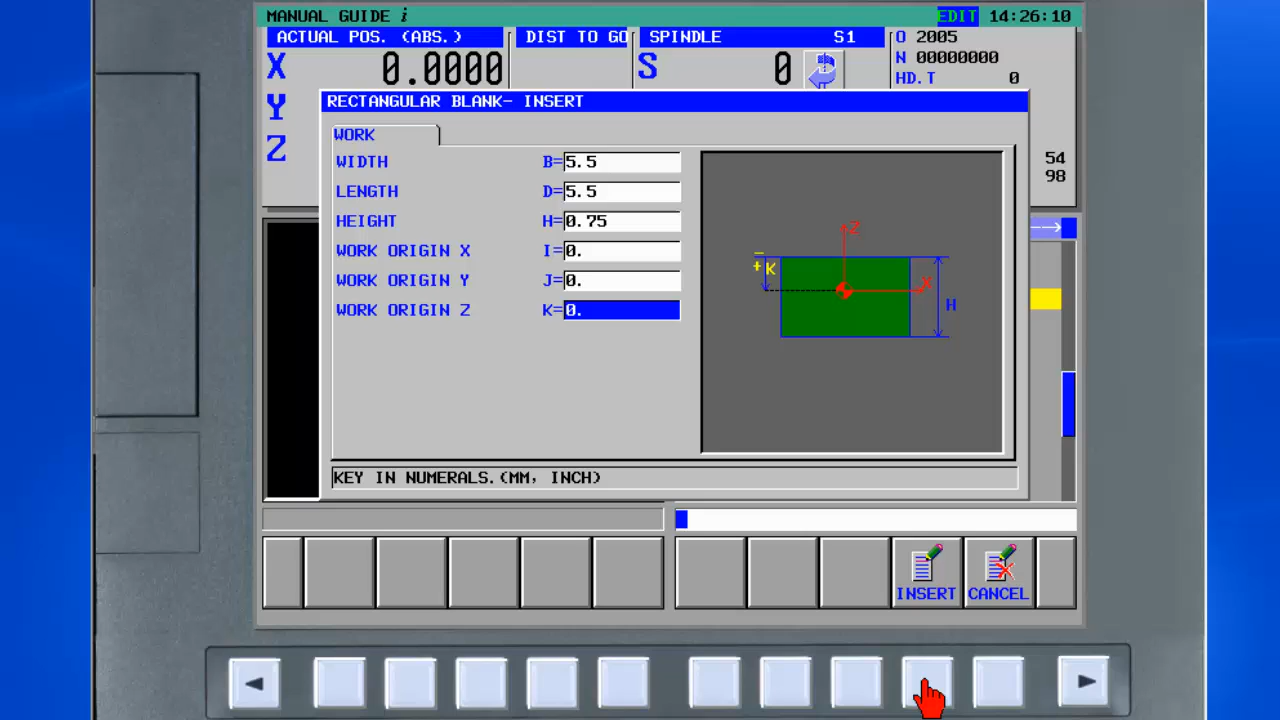 MANUAL GUIDE i EDIT 14:26:10
ACTUAL POS. (ABS.) DIST TO GO SPINDLE S1 O 2005
X 0.0000 S 0 N 00000000
HD.T 0
Y
RECTANGULAR BLANK- INSERT
Z
WORK
WIDTH B=5.5
54
LENGTH D=5.5
98
HEIGHT H=0.75
WORK ORIGIN X I=0.
WORK ORIGIN Y J=0.
WORK ORIGIN Z K=0.
Z
- + K
X
H
KEY IN NUMERALS.(MM, INCH)
INSERT CANCEL